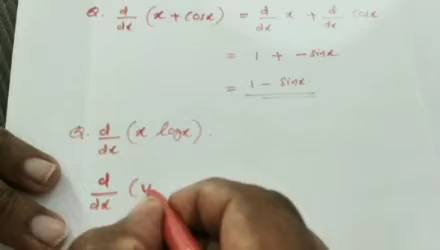 Q. d/dx (x + cosx) = d/dx x + d/dx cosx
= 1 + -sinx
= 1 - sinx.
Q. d/dx (x logx).
d/dx (